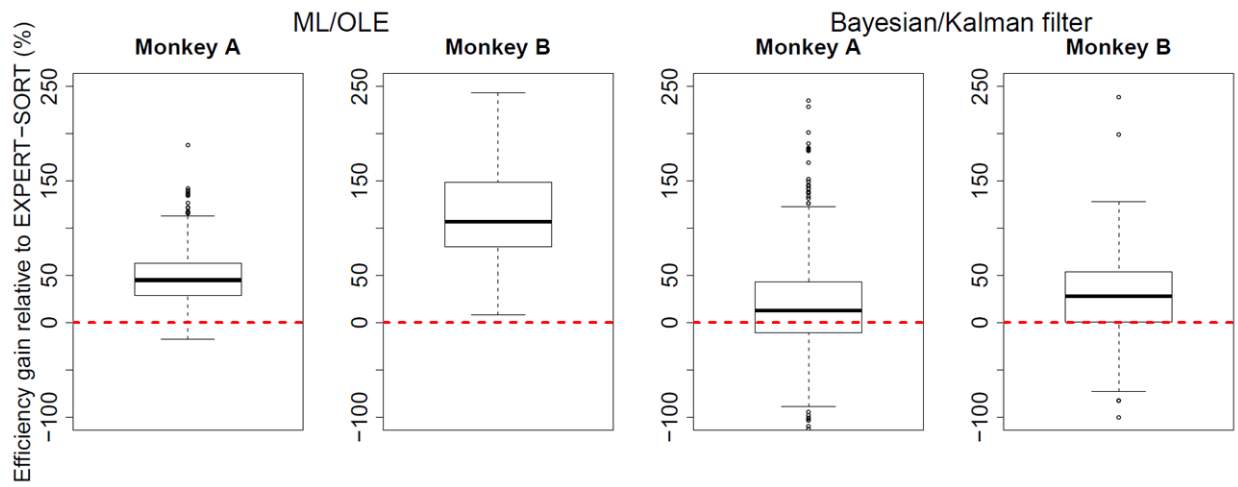 ML/OLE
Bayesian/Kalman filter
Monkey A
Monkey B
Monkey A
Monkey B
Efficiency gain relative to EXPERT−SORT (%)
250
150
50
0
−100
250
150
50
0
−100
250
150
50
0
−100
250
150
50
0
−100